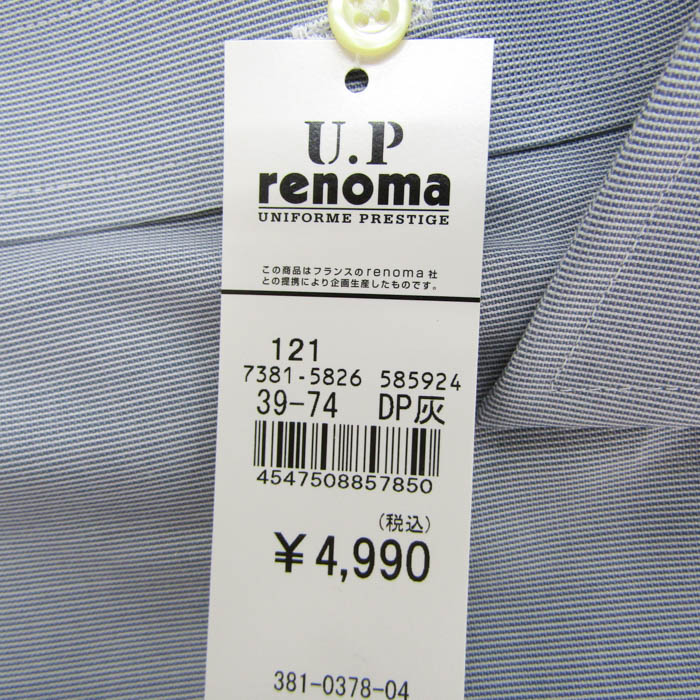 U.P
renoma
UNIFORME PRESTIGE
この商品はフランスのrenoma社
との提携により企画生産したものです。
121
7381-5826 585924
39-74 DP灰
4547508857850
(税込)
¥4,990
381-0378-04